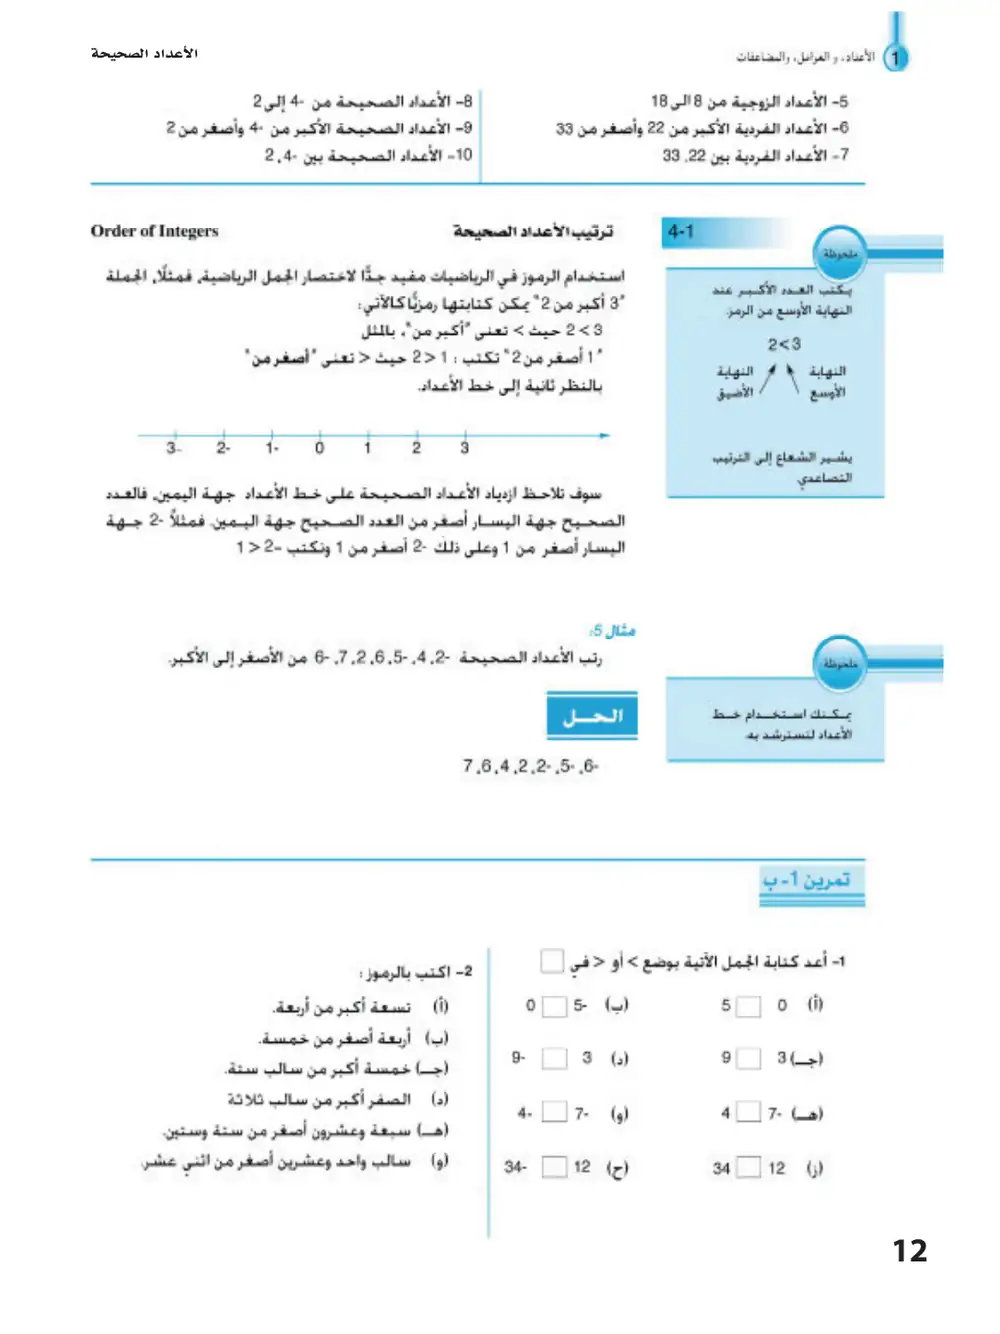 1 الأعداد، و العوامل، والمضاعفات
الأعداد الصحيحة
5- الأعداد الزوجية من 8 الى 18
6- الأعداد الفردية الأكبر من 22 وأصغر من 33
7- الأعداد الفردية بين 22، 33
8- الأعداد الصحيحة من -4 إلى 2
9- الأعداد الصحيحة الأكبر من -4 وأصغر من 2
10- الأعداد الصحيحة بين -4، 2
4-1
ترتيب الأعداد الصحيحة
Order of Integers
استخدام الرموز في الرياضيات مفيد جدًّا لاختصار الجمل الرياضية، فمثلًا، الجملة
"3 أكبر من 2" يمكن كتابتها رمزيًّا كالآتي:
3 > 2 حيث > تعنى "أكبر من"، بالمثل
"1 أصغر من 2" تكتب : 1 < 2 حيث < تعنى "أصغر من"
بالنظر ثانية إلى خط الأعداد.
3- 2- 1- 0 1 2 3
سوف تلاحظ ازدياد الأعداد الصحيحة على خط الأعداد جهة اليمين، فالعدد
الصحيح جهة اليسار أصغر من العدد الصحيح جهة اليمين. فمثلاً -2 جهة
اليسار أصغر من 1 وعلى ذلك -2 أصغر من 1 وتكتب -2 < 1
ملحوظة
يكتب العدد الأكبر عند
النهاية الأوسع من الرمز.
2 < 3
النهاية النهاية
الأوسع الأضيق
يشير الشعاع إلى الترتيب
التصاعدي.
مثال 5:
رتب الأعداد الصحيحة -2، 4، -5، 6، 2، 7، -6 من الأصغر إلى الأكبر.
الحـــل
-6، -5، -2، 2، 4، 6، 7
ملحوظة
يمكنك استخدام خط
الأعداد لتسترشد به.
تمرين 1- ب
1- أعد كتابة الجمل الآتية بوضع > أو < في □
(أ) 0 □ 5
(ب) -5 □ 0
(جـ) 3 □ 9
(د) 3 □ -9
(هـ) -7 □ 4
(و) -7 □ -4
(ز) 12 □ 34
(ح) 12 □ -34
2- اكتب بالرموز :
(أ) تسعة أكبر من أربعة.
(ب) أربعة أصغر من خمسة.
(جـ) خمسة أكبر من سالب ستة.
(د) الصفر أكبر من سالب ثلاثة
(هـ) سبعة وعشرون أصغر من ستة وستين.
(و) سالب واحد وعشرين أصغر من اثني عشر.
12